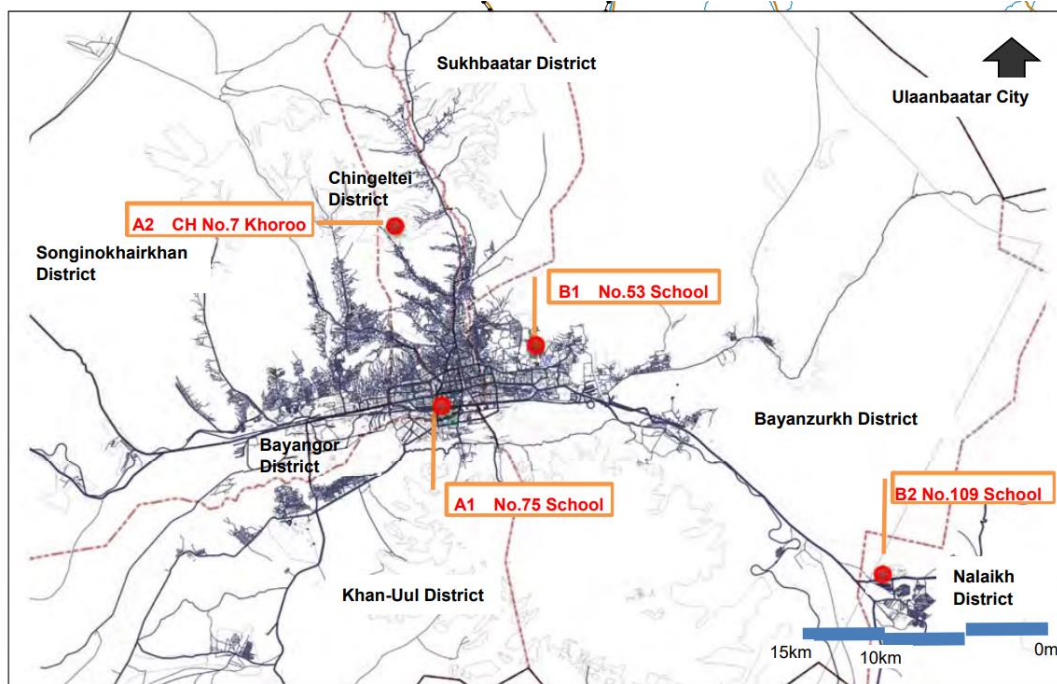 Sukhbaatar District
Ulaanbaatar City
Chingeltei
District
A2 CH No.7 Khoroo
Songinokhairkhan
District
B1 No.53 School
Bayanzurkh District
Bayangor
District
B2 No.109 School
A1 No.75 School
Khan-Uul District
Nalaikh
District
15km
10km
0m